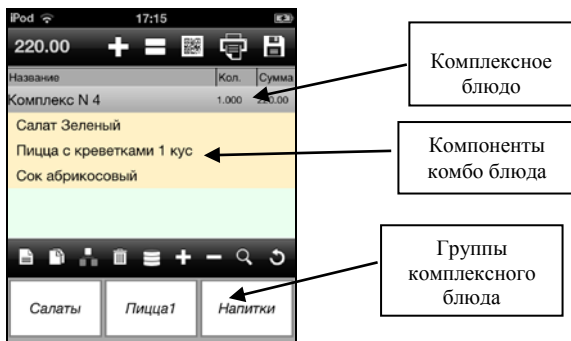 iPod 17:15
220.00
Название Кол. Сумма
Комплекс N 4 1.000 220.00
Салат Зеленый
Пицца с креветками 1 кус
Сок абрикосовый
Салаты Пицца1 Напитки
Комплексное
блюдо
Компоненты
комбо блюда
Группы
комплексного
блюда